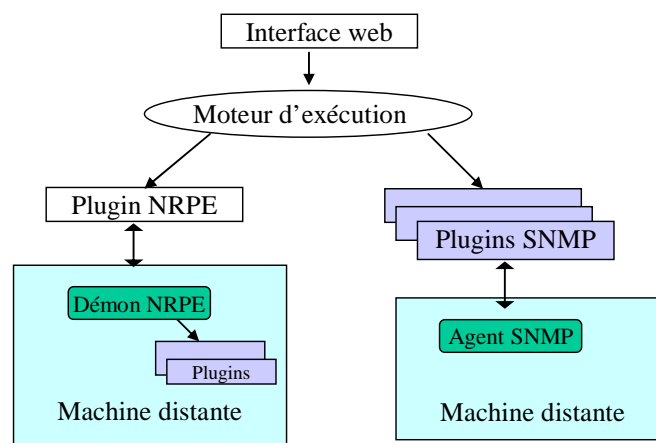 Interface web
Moteur d’exécution
Plugin NRPE
Plugins SNMP
Démon NRPE
Plugins
Machine distante
Agent SNMP
Machine distante